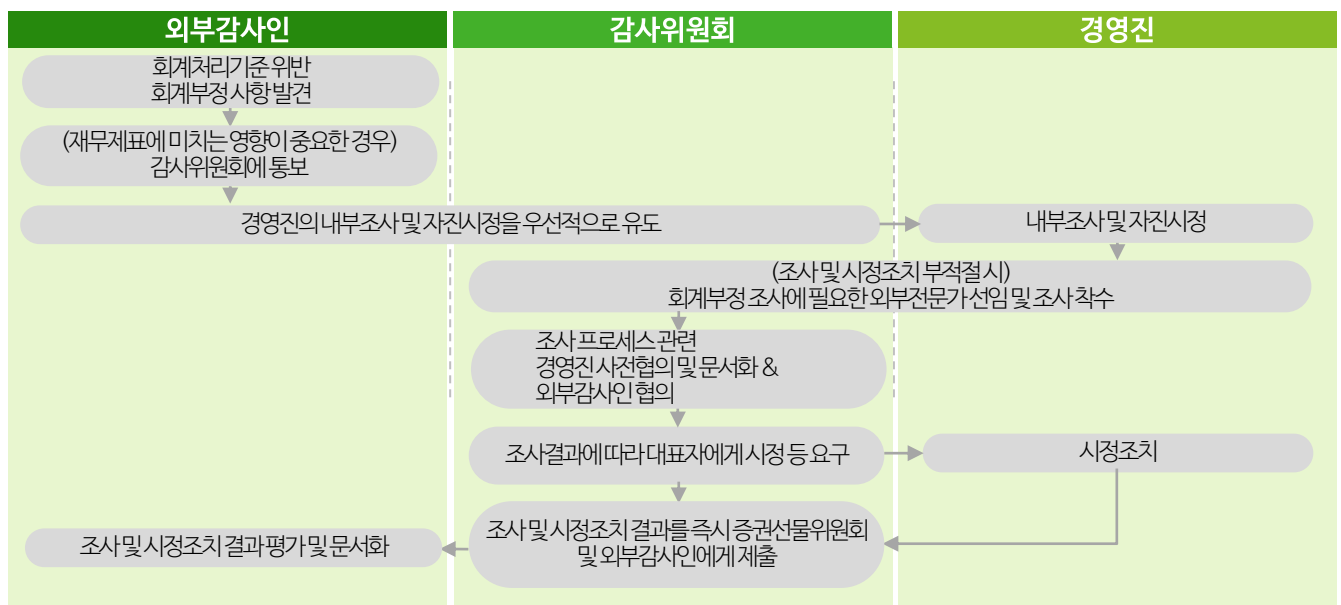 외부감사인
감사위원회
경영진
회계처리기준 위반
회계부정 사항 발견
(재무제표에 미치는 영향이 중요한 경우)
감사위원회에 통보
경영진의 내부조사 및 자진시정을 우선적으로 유도
내부조사 및 자진시정
(조사 및 시정조치 부적절 시)
회계부정 조사에 필요한 외부전문가 선임 및 조사 착수
조사 프로세스 관련
경영진 사전협의 및 문서화 &
외부감사인 협의
조사결과에 따라 대표자에게 시정 등 요구
시정조치
조사 및 시정조치 결과를 즉시 증권선물위원회
및 외부감사인에게 제출
조사 및 시정조치 결과 평가 및 문서화